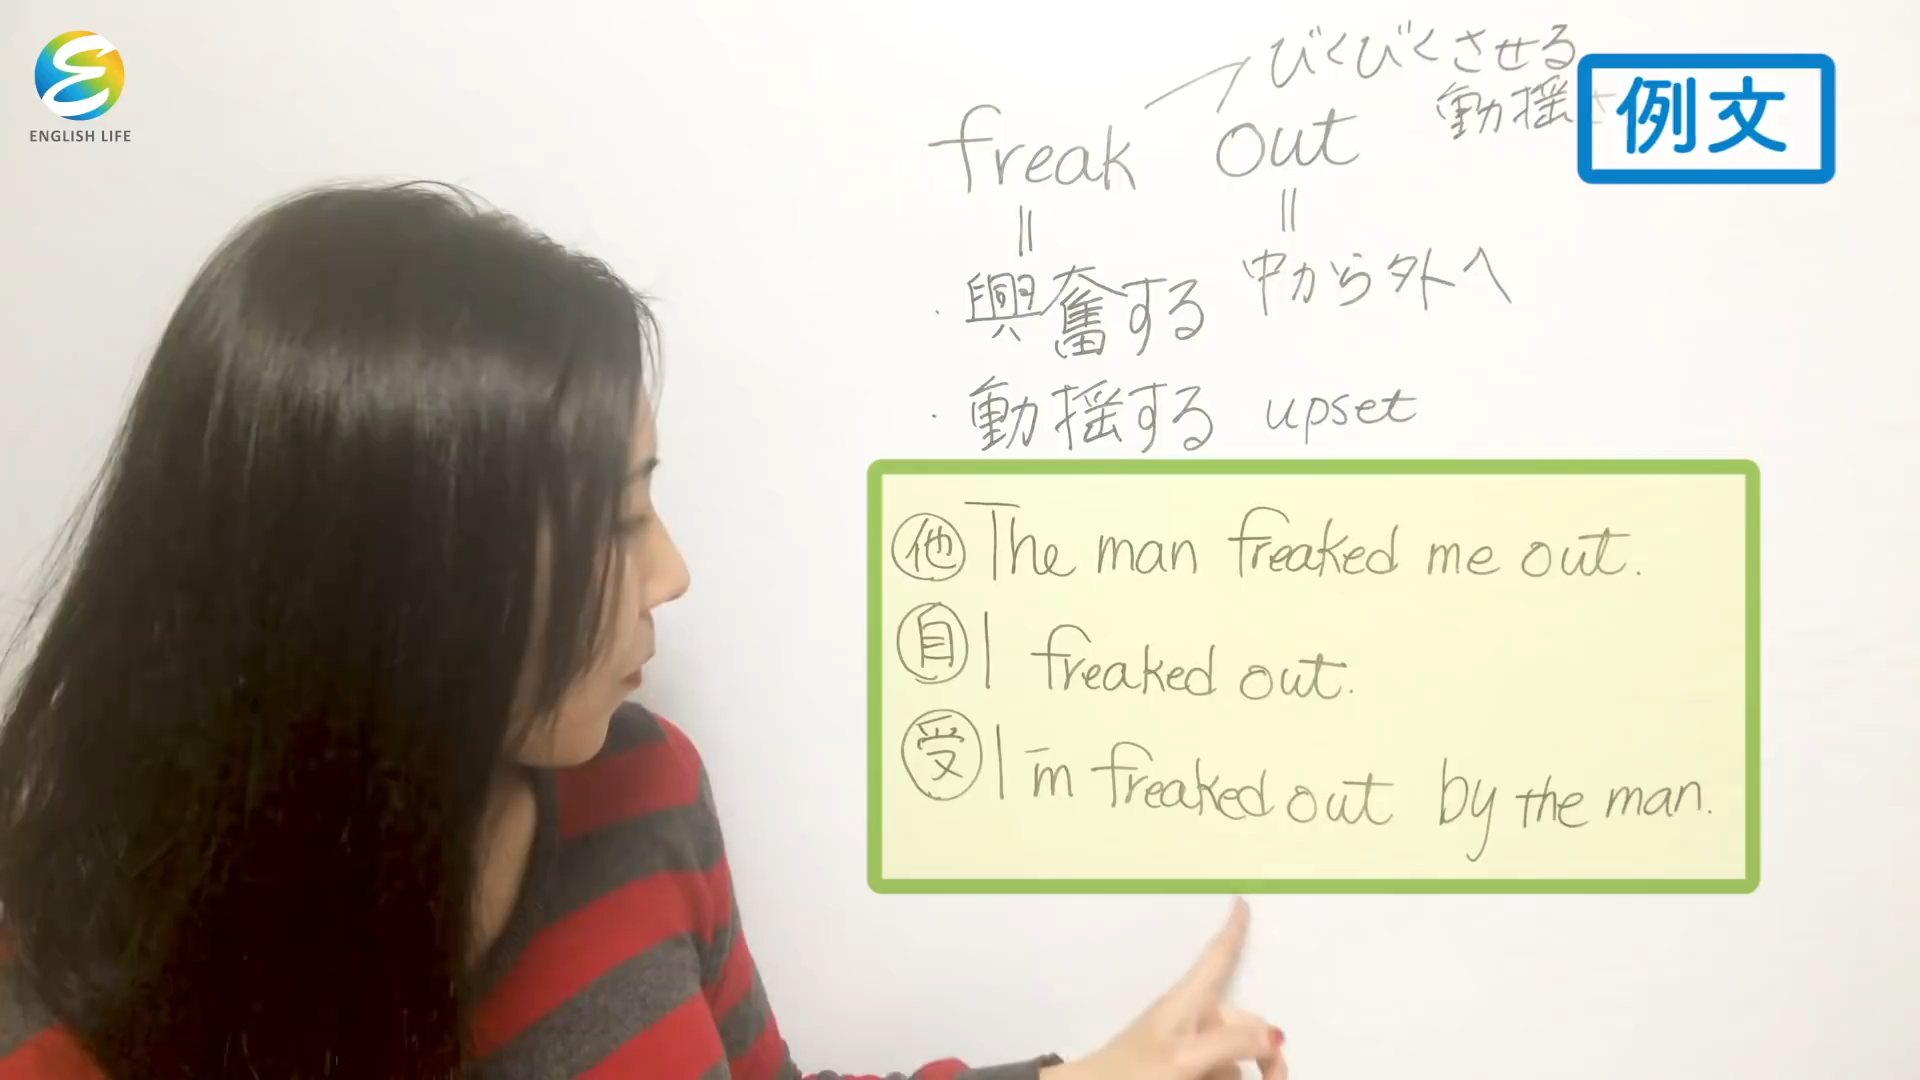 ENGLISH LIFE
びくびくさせる
動揺さ
例文
freak out
|| ||
・興奮する 中から外へ
・動揺する upset
他 The man freaked me out.
自 I freaked out.
受 I'm freaked out by the man.